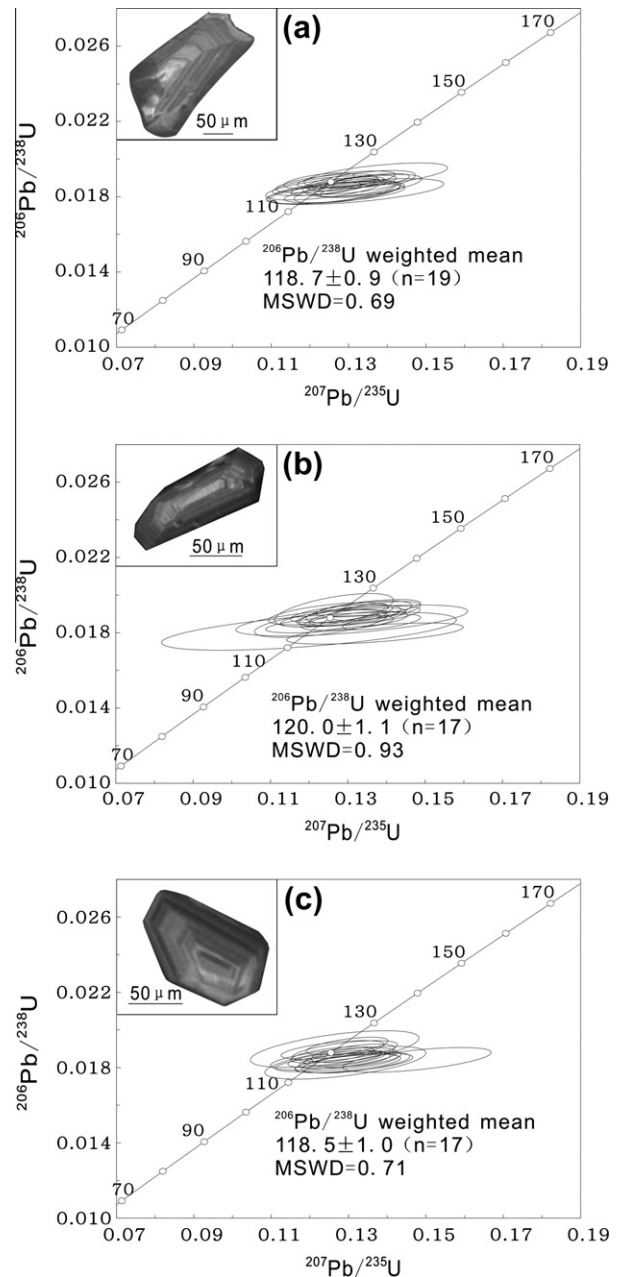 (a)
50 μm
0.026
0.022
0.018
0.014
0.010
206Pb/238U
170
150
130
110
90
70
206Pb/238U weighted mean
118.7±0.9 (n=19)
MSWD=0.69
0.07 0.09 0.11 0.13 0.15 0.17 0.19
207Pb/235U
(b)
50 μm
0.026
0.022
0.018
0.014
0.010
206Pb/238U
170
150
130
110
90
70
206Pb/238U weighted mean
120.0±1.1 (n=17)
MSWD=0.93
0.07 0.09 0.11 0.13 0.15 0.17 0.19
207Pb/235U
(c)
50 μm
0.026
0.022
0.018
0.014
0.010
206Pb/238U
170
150
130
110
90
70
206Pb/238U weighted mean
118.5±1.0 (n=17)
MSWD=0.71
0.07 0.09 0.11 0.13 0.15 0.17 0.19
207Pb/235U